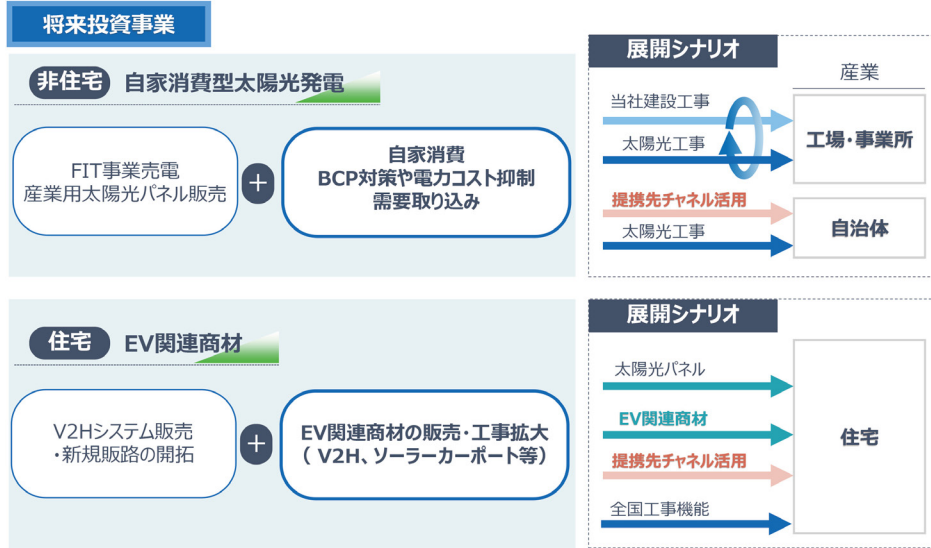 将来投資事業
非住宅 自家消費型太陽光発電
FIT事業売電
産業用太陽光パネル販売
+
自家消費
BCP対策や電力コスト抑制
需要取り込み
展開シナリオ
産業
当社建設工事
太陽光工事
工場・事業所
提携先チャネル活用
太陽光工事
自治体
住宅 EV関連商材
V2Hシステム販売
・新規販路の開拓
+
EV関連商材の販売・工事拡大
( V2H、ソーラーカーポート等)
展開シナリオ
太陽光パネル
EV関連商材
提携先チャネル活用
全国工事機能
住宅